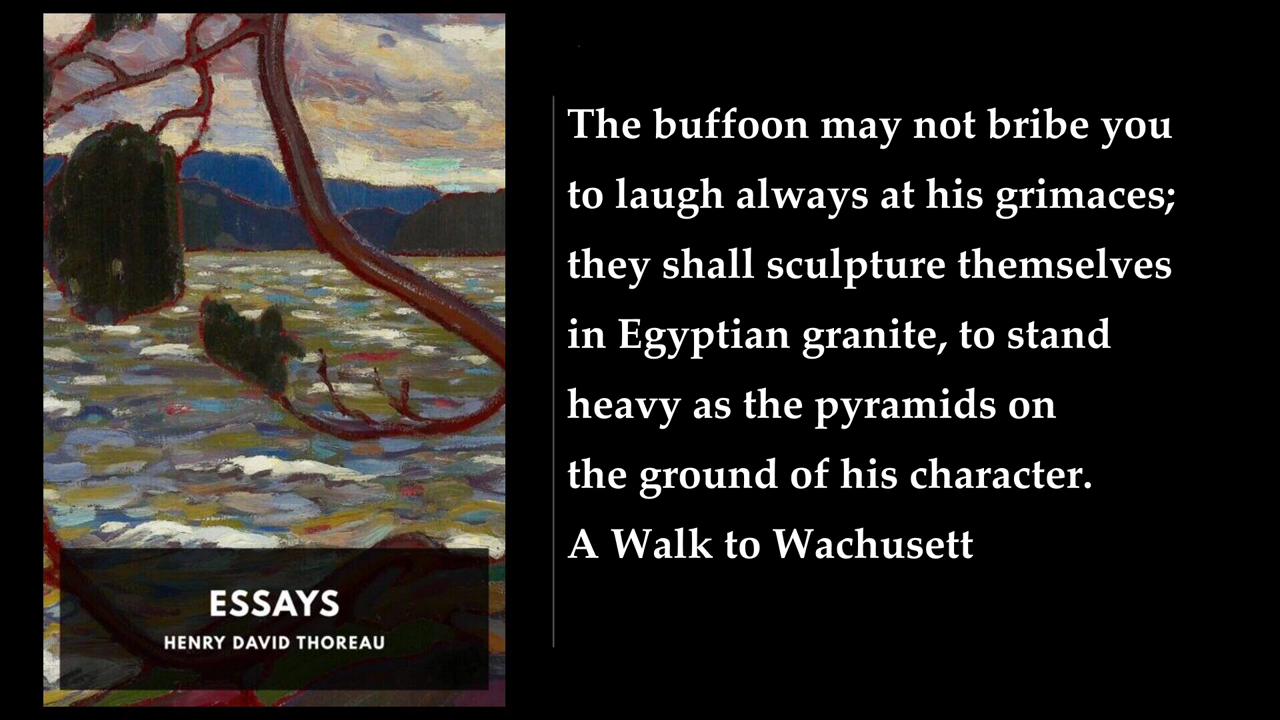 ESSAYS
HENRY DAVID THOREAU
The buffoon may not bribe you
to laugh always at his grimaces;
they shall sculpture themselves
in Egyptian granite, to stand
heavy as the pyramids on
the ground of his character.
A Walk to Wachusett